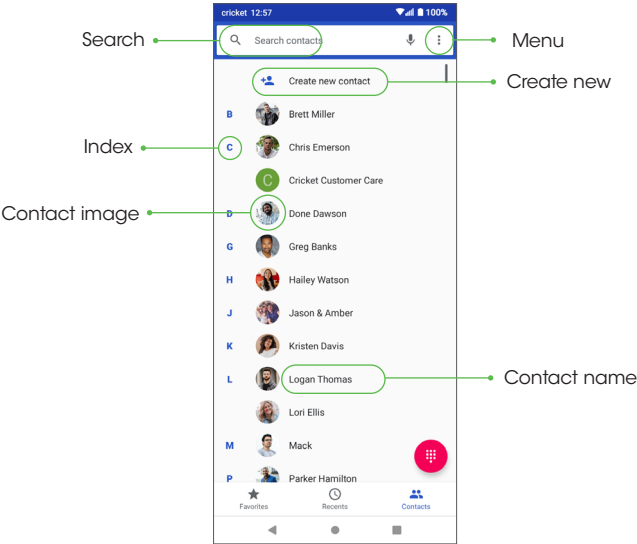 cricket 12:57
100%
Search
Search contacts
Menu
Create new contact
Create new
B
Brett Miller
Index
C
Chris Emerson
C
Cricket Customer Care
Contact image
D
Done Dawson
G
Greg Banks
H
Hailey Watson
J
Jason & Amber
K
Kristen Davis
L
Logan Thomas
Contact name
Lori Ellis
M
Mack
P
Parker Hamilton
Favorites
Recents
Contacts